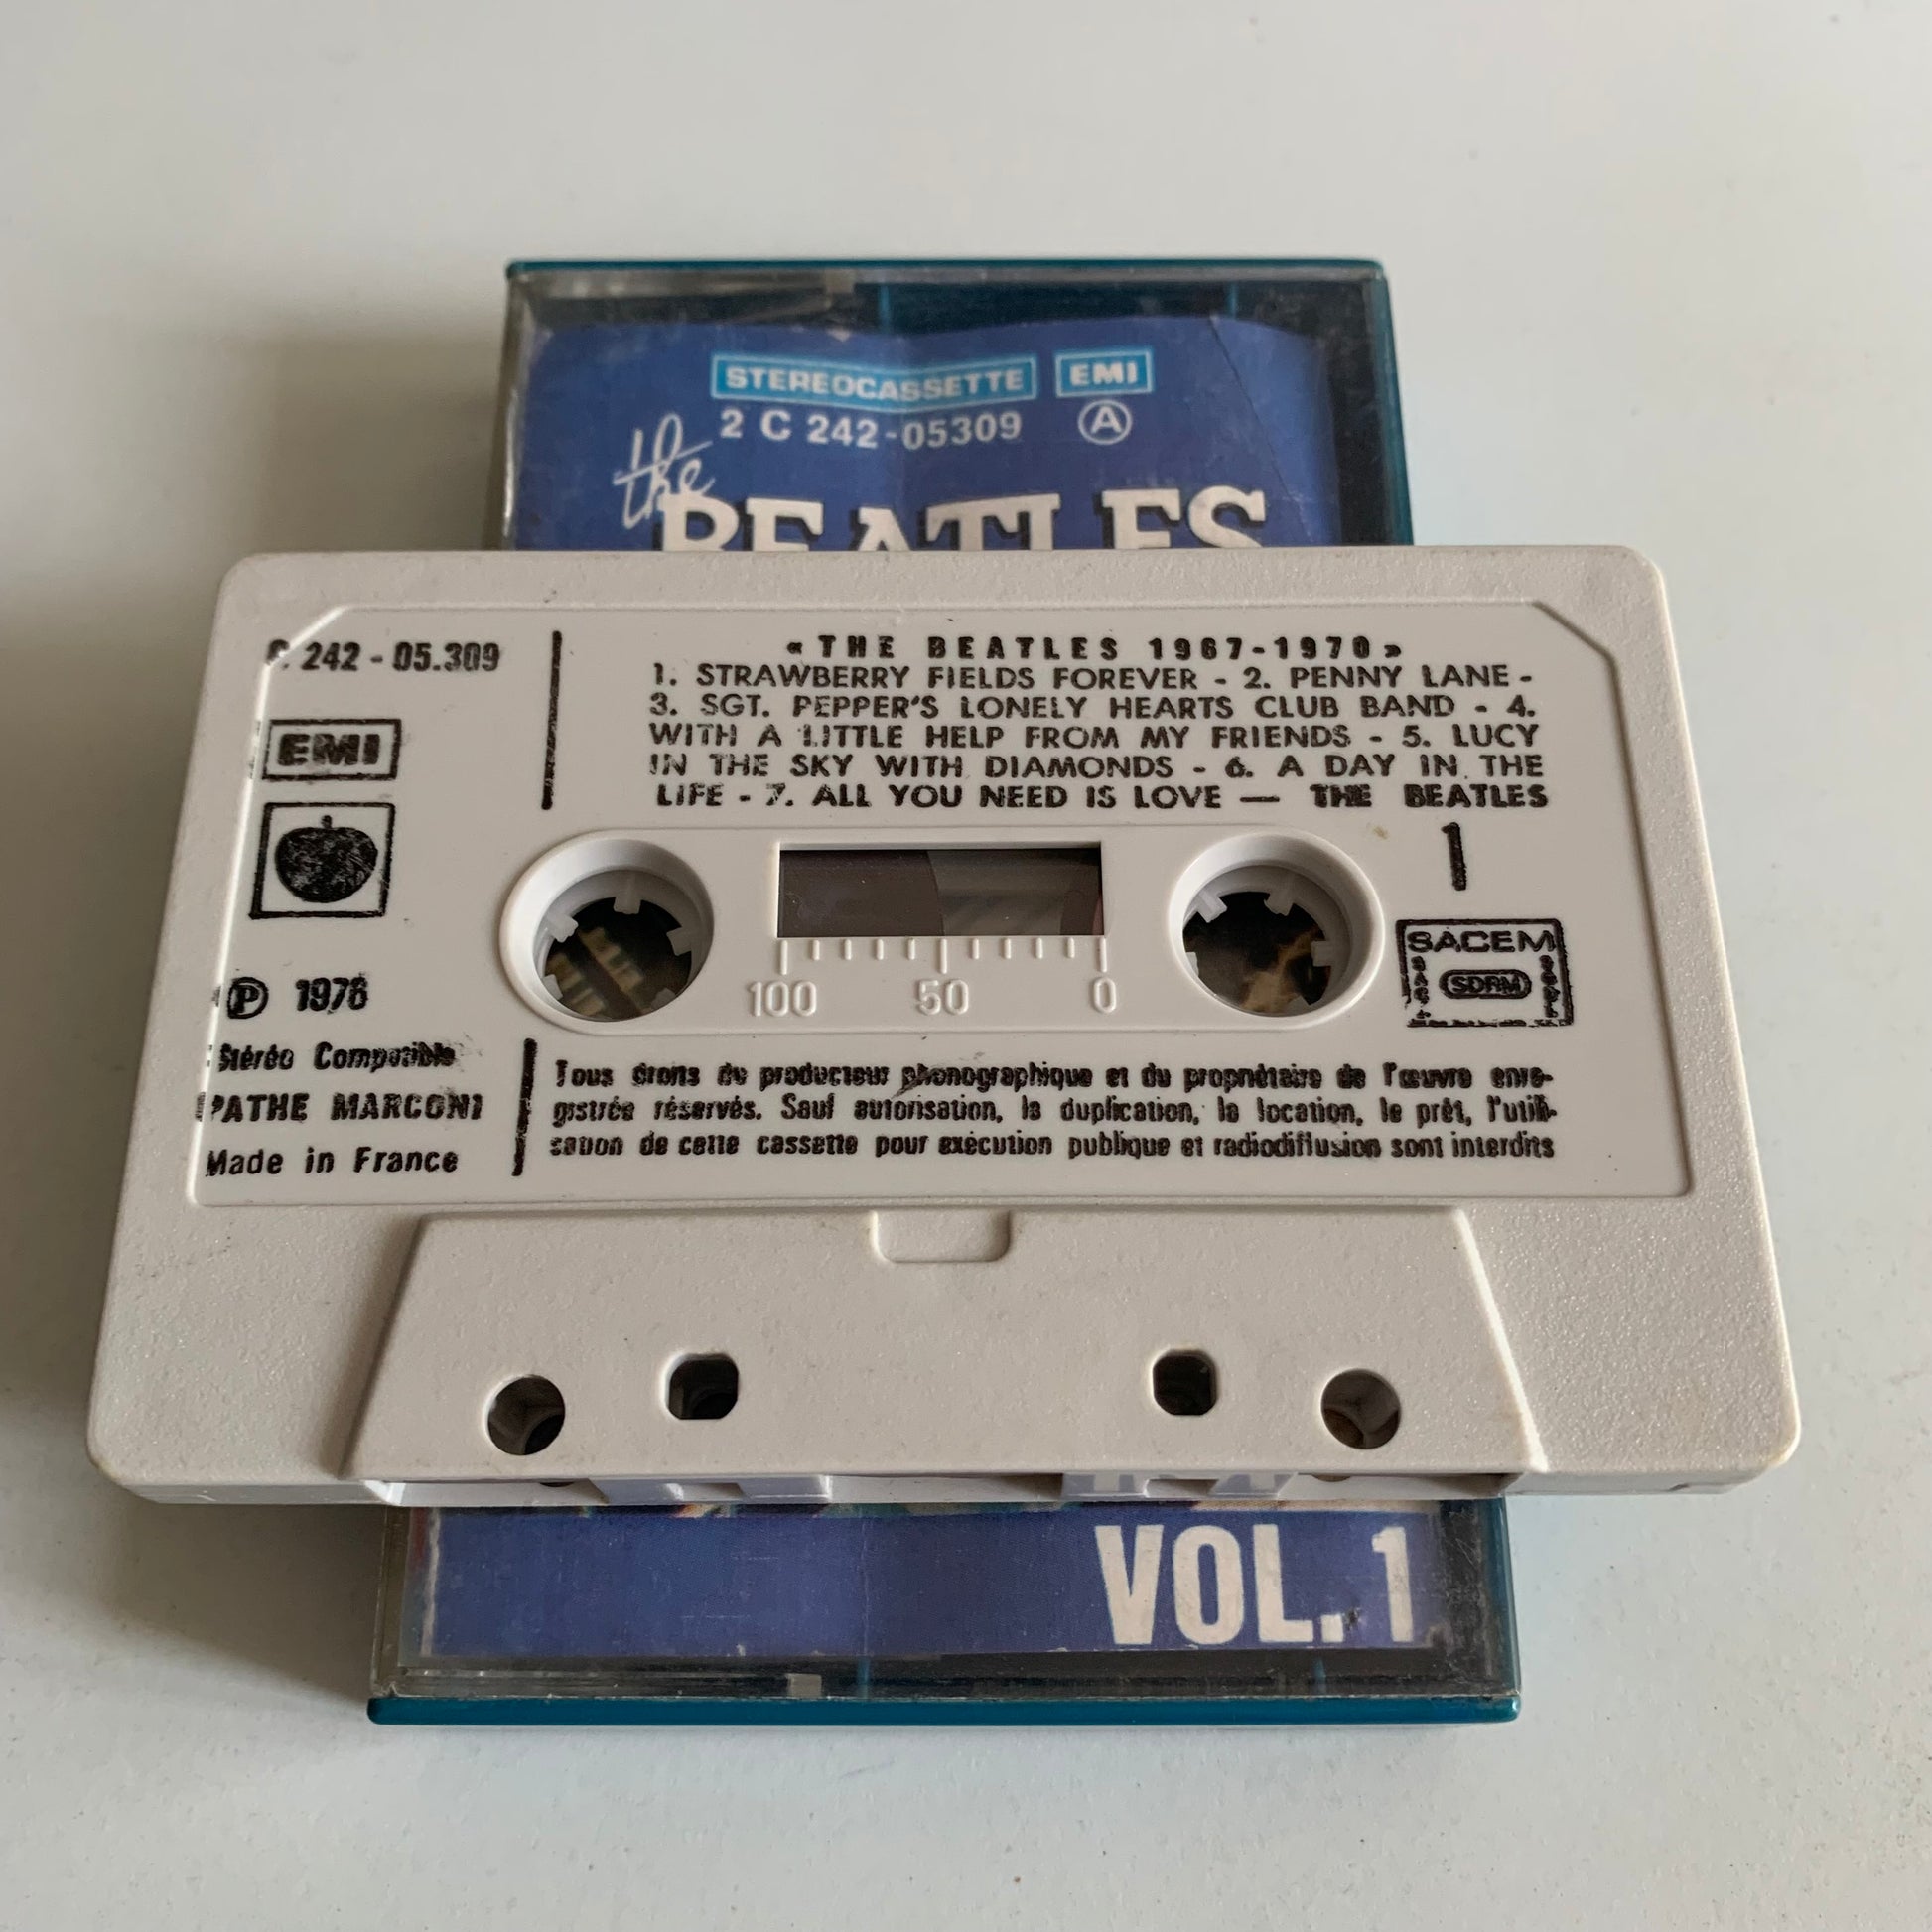 STEREOCASSETTE EMI
2 C 242-05309 A
the
BEATLES
C. 242 - 05.309
EMI
℗ 1976
Stéréo Compatible
PATHE MARCONI
Made in France
«THE BEATLES 1967-1970»
1. STRAWBERRY FIELDS FOREVER - 2. PENNY LANE -
3. SGT. PEPPER'S LONELY HEARTS CLUB BAND - 4.
WITH A LITTLE HELP FROM MY FRIENDS - 5. LUCY
IN THE SKY WITH DIAMONDS - 6. A DAY IN THE
LIFE - 7. ALL YOU NEED IS LOVE — THE BEATLES
1
100 50 0
SACEM
SDRM
Tous droits du producteur phonographique et du propriétaire de l'œuvre enre-
gistrée réservés. Sauf autorisation, la duplication, la location, le prêt, l'utili-
sation de cette cassette pour exécution publique et radiodiffusion sont interdits
VOL.1